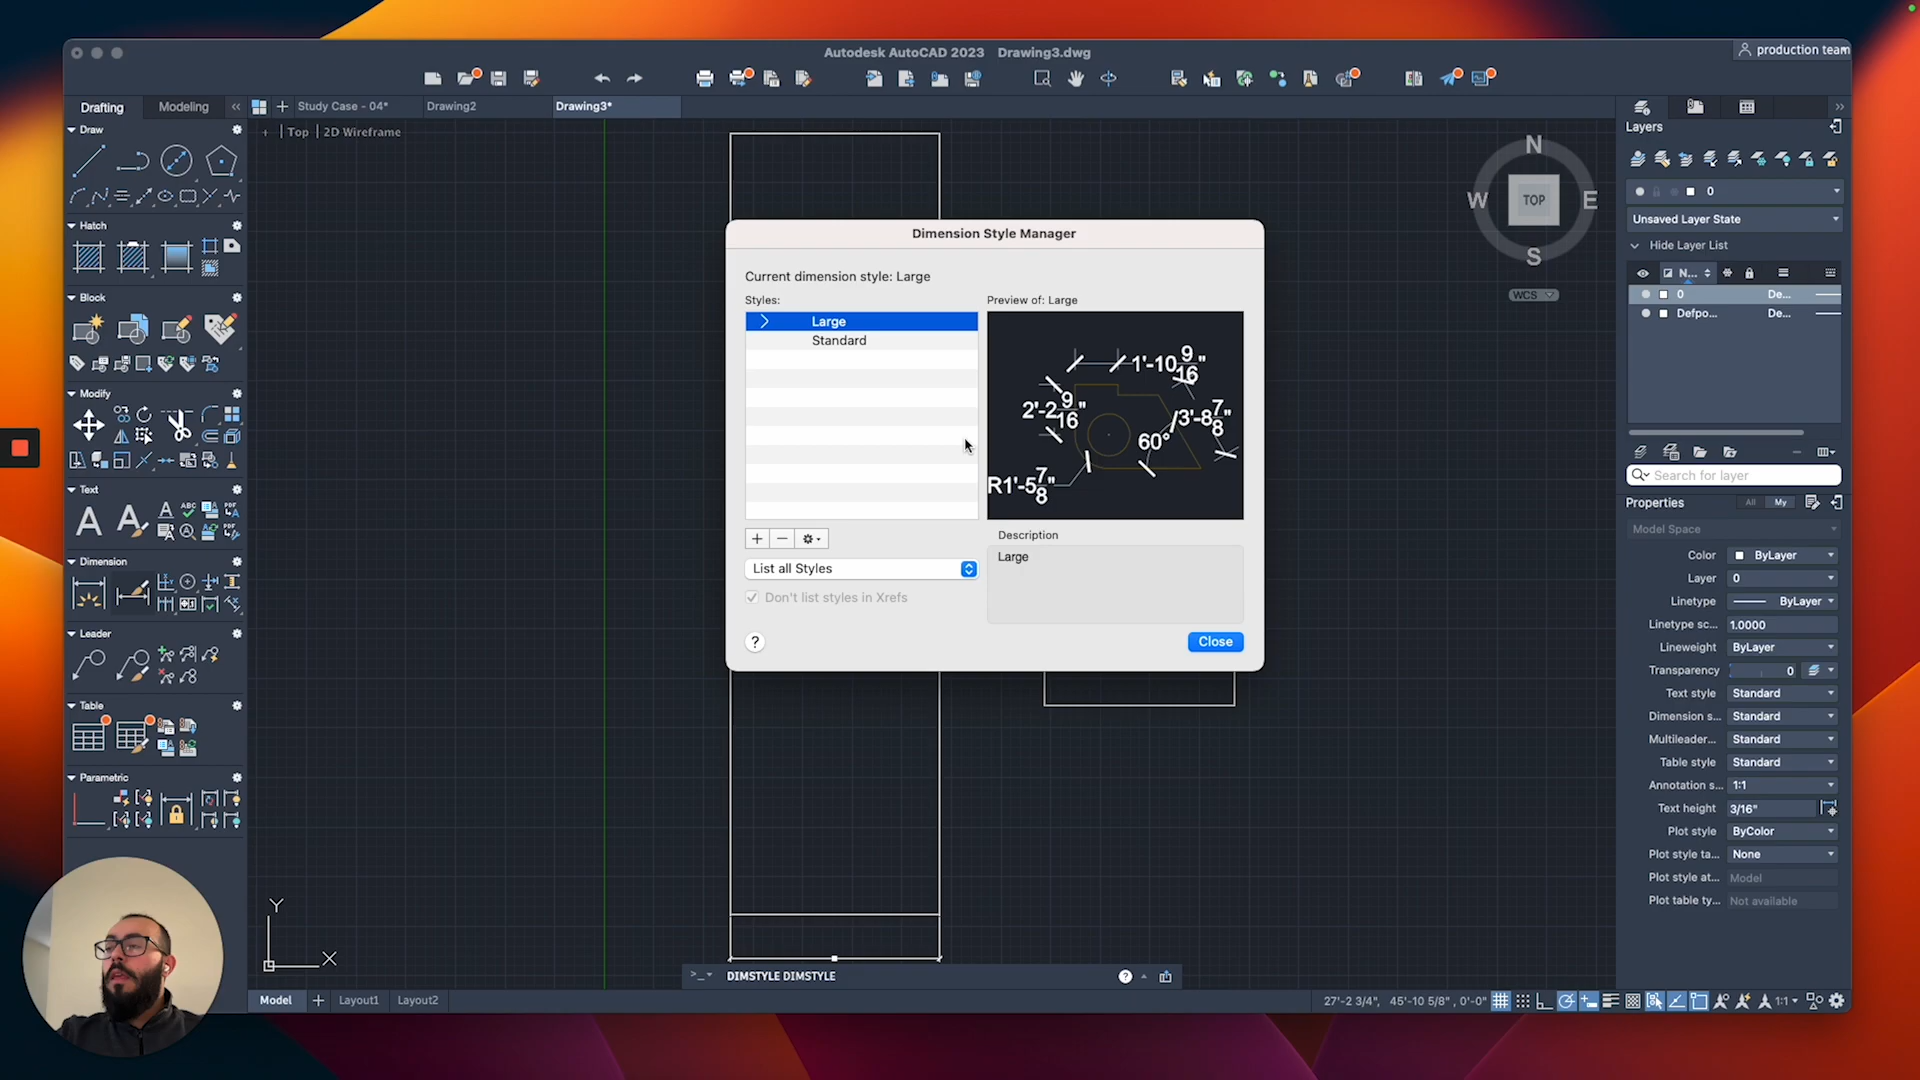 Autodesk AutoCAD 2023 Drawing3.dwg
production team
Drafting
Modeling
Study Case - 04*
Drawing2
Drawing3*
+ | Top | 2D Wireframe
Draw
Hatch
Block
Modify
Text
Dimension
Leader
Table
Parametric
Dimension Style Manager
Current dimension style: Large
Styles:
Preview of: Large
Large
Standard
1'-10 9/16"
2'-2 9/16"
3'-8 7/8
60°
R1'-5 7/8"
Description
Large
List all Styles
Don't list styles in Xrefs
?
Close
N
W
TOP
E
S
WCS
Layers
0
Unsaved Layer State
Hide Layer List
N...
0 De...
Defpo... De...
Search for layer
Properties
All
My
Model Space
Color ByLayer
Layer 0
Linetype ByLayer
Linetype sc... 1.0000
Lineweight ByLayer
Transparency 0
Text style Standard
Dimension s... Standard
Multileader... Standard
Table style Standard
Annotation s... 1:1
Text height 3/16"
Plot style ByColor
Plot style ta... None
Plot style at... Model
Plot table ty... Not available
Y
X
DIMSTYLE DIMSTYLE
Model
Layout1
Layout2
27'-2 3/4", 45'-10 5/8", 0'-0"
1:1